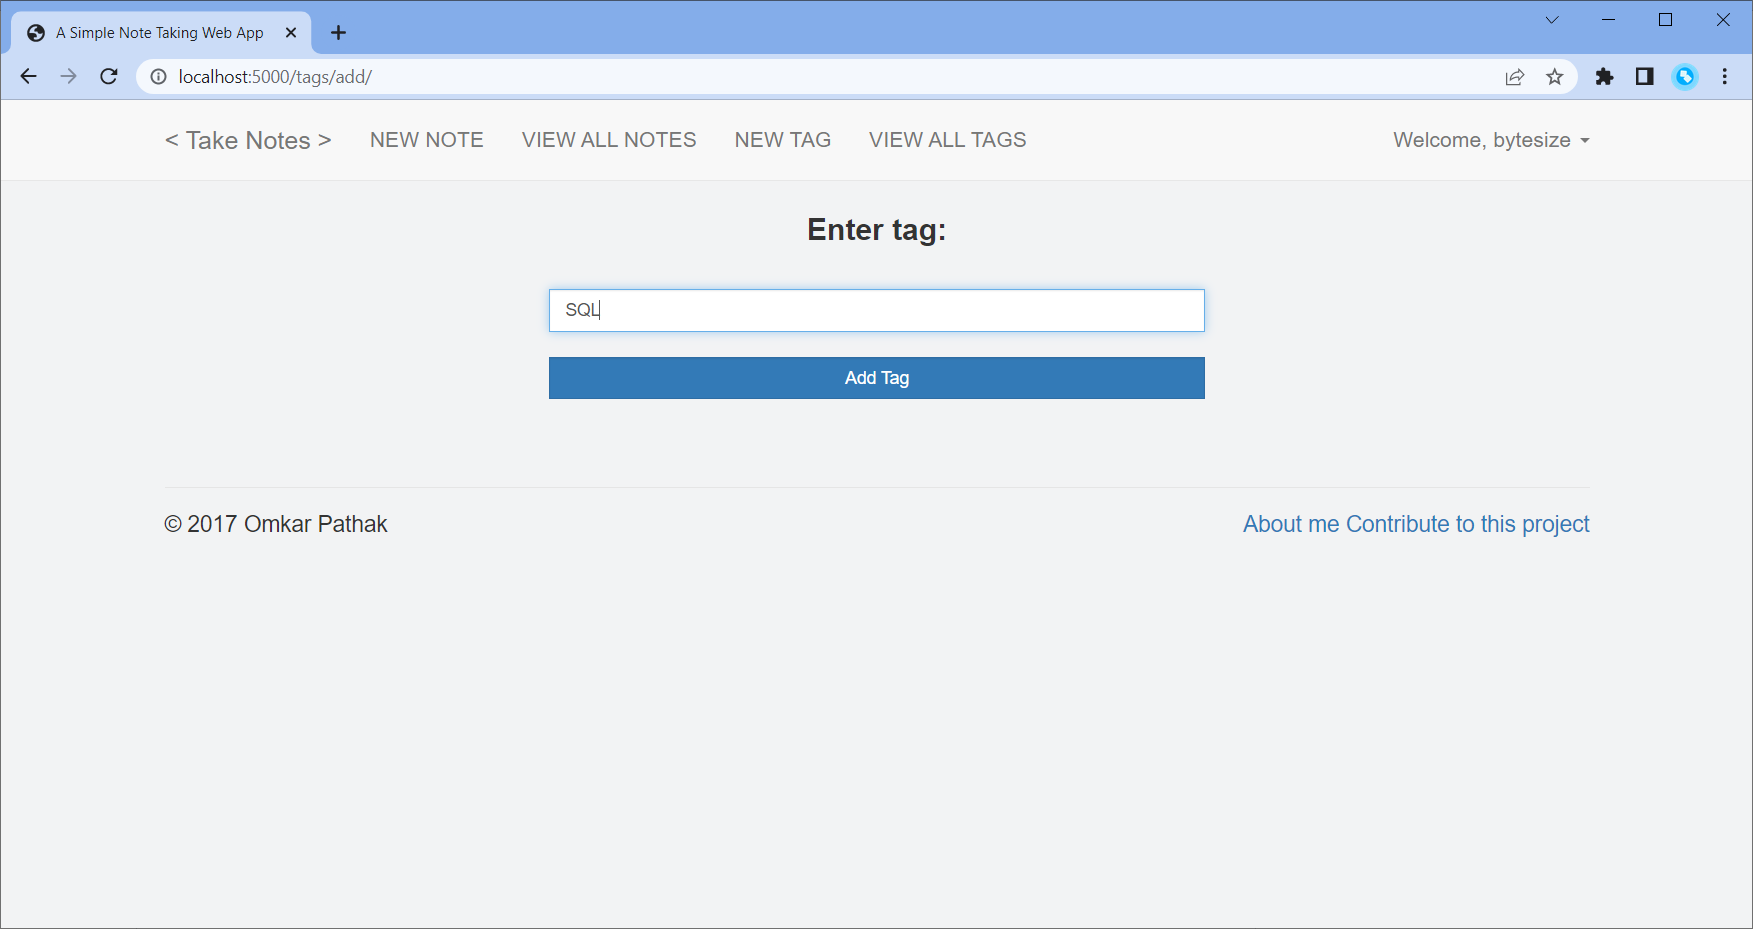 A Simple Note Taking Web App
localhost:5000/tags/add/
< Take Notes > NEW NOTE VIEW ALL NOTES NEW TAG VIEW ALL TAGS Welcome, bytesize
Enter tag:
SQL
Add Tag
© 2017 Omkar Pathak About me Contribute to this project